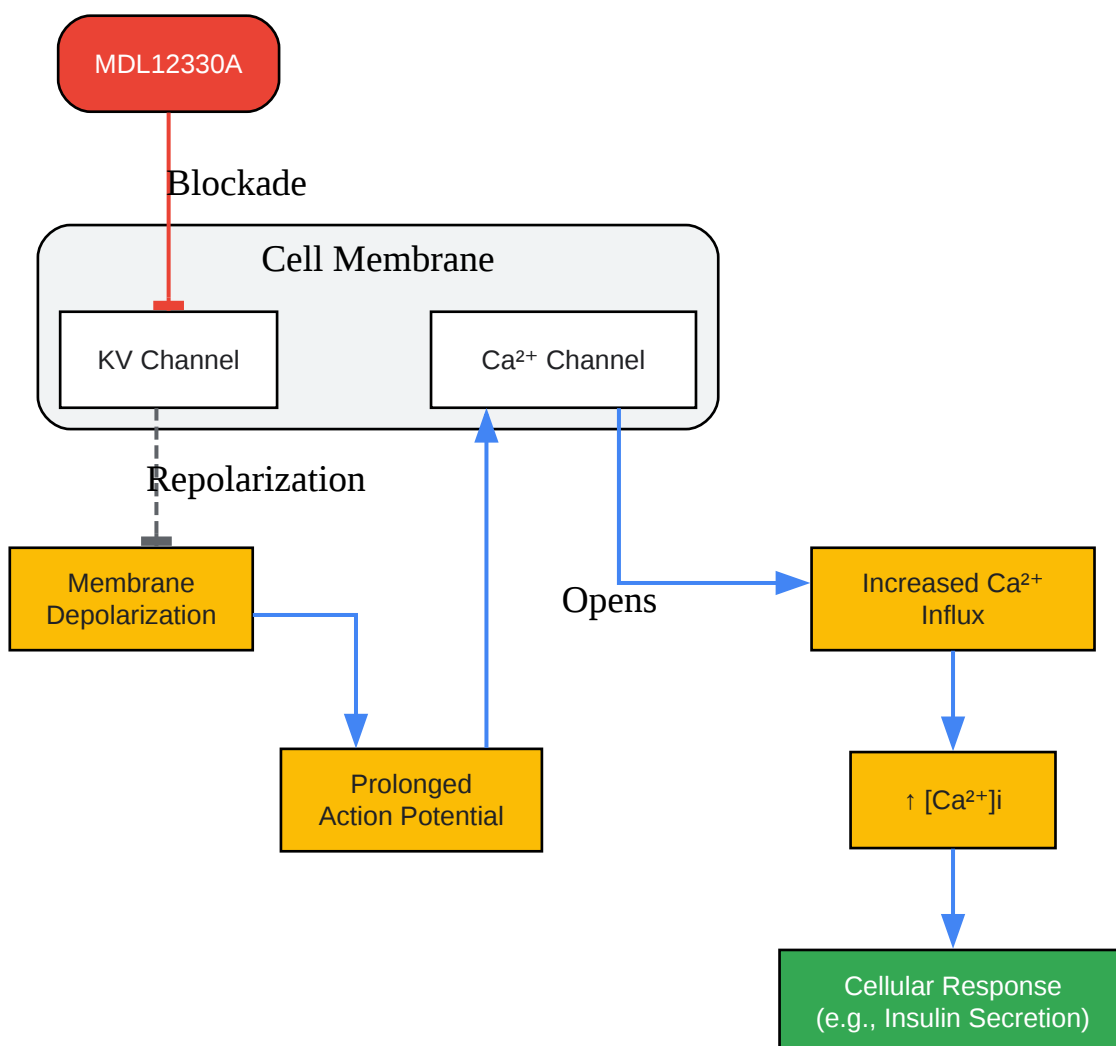 MDL12330A
Blockade
Cell Membrane
KV Channel
Ca²⁺ Channel
Repolarization
Membrane
Depolarization
Opens
Increased Ca²⁺
Influx
Prolonged
Action Potential
↑ [Ca²⁺]i
Cellular Response
(e.g., Insulin Secretion)